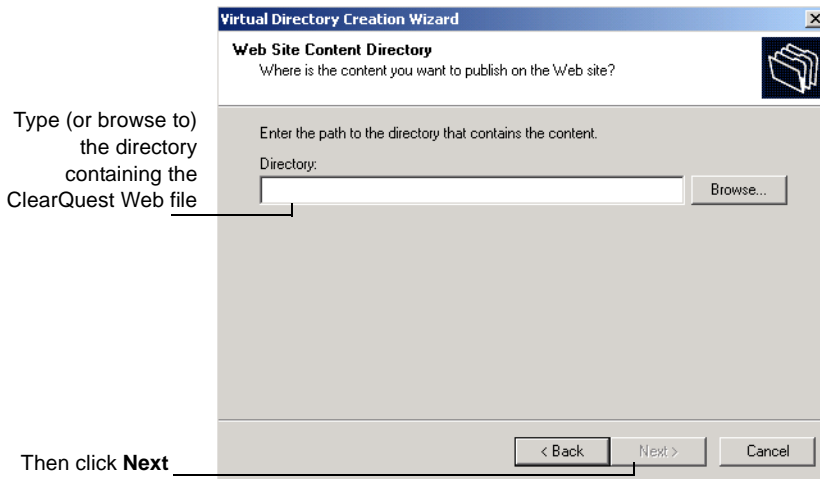 Virtual Directory Creation Wizard
Web Site Content Directory
Where is the content you want to publish on the Web site?
Type (or browse to)
the directory
containing the
ClearQuest Web file
Enter the path to the directory that contains the content.
Directory:
Browse...
< Back
Next >
Cancel
Then click Next